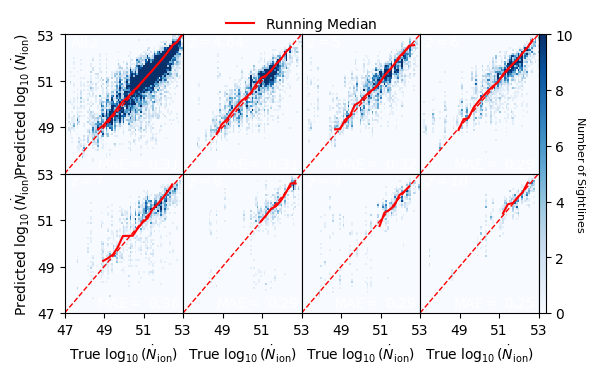 Running Median
53
51
49
53
51
49
47
Predicted log₁₀ (Ṅᵢₒₙ)
Predicted log₁₀ (Ṅᵢₒₙ)
47 49 51 53 49 51 53 49 51 53 49 51 53
True log₁₀ (Ṅᵢₒₙ) True log₁₀ (Ṅᵢₒₙ) True log₁₀ (Ṅᵢₒₙ) True log₁₀ (Ṅᵢₒₙ)
10
8
6
4
2
0
Number of Sightlines